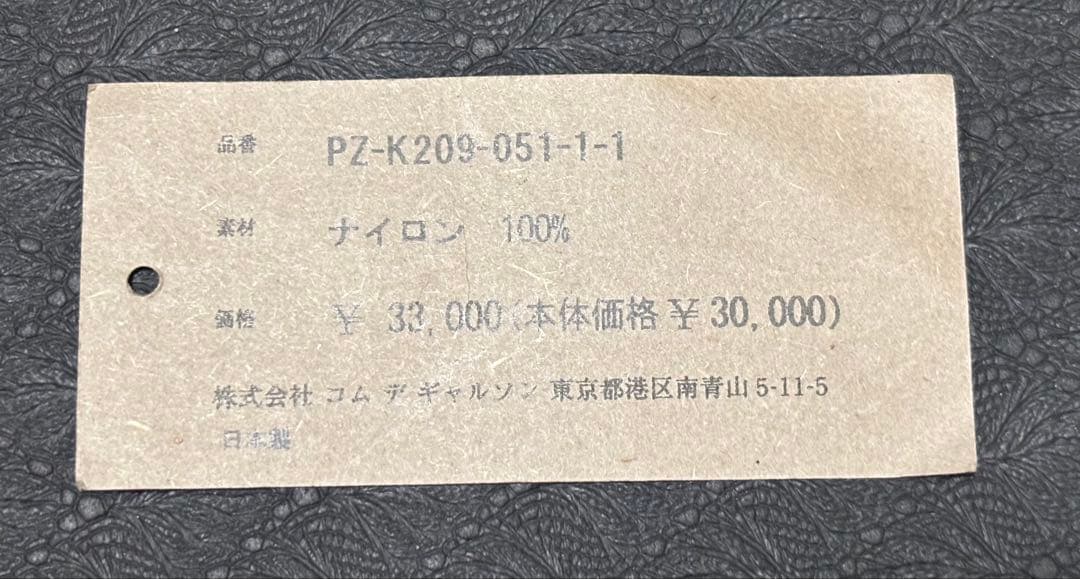 品番 PZ-K209-051-1-1
素材 ナイロン 100%
価格 ¥ 33,000(本体価格 ¥ 30,000)
株式会社 コム デ ギャルソン 東京都港区南青山 5-11-5
日本製